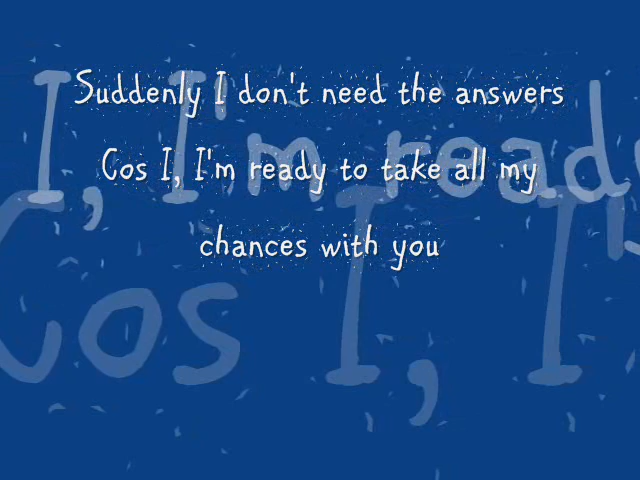 Suddenly I don't need the answers
Cos I, I'm ready to take all my
chances with you
I, I'm ready
Cos I, I